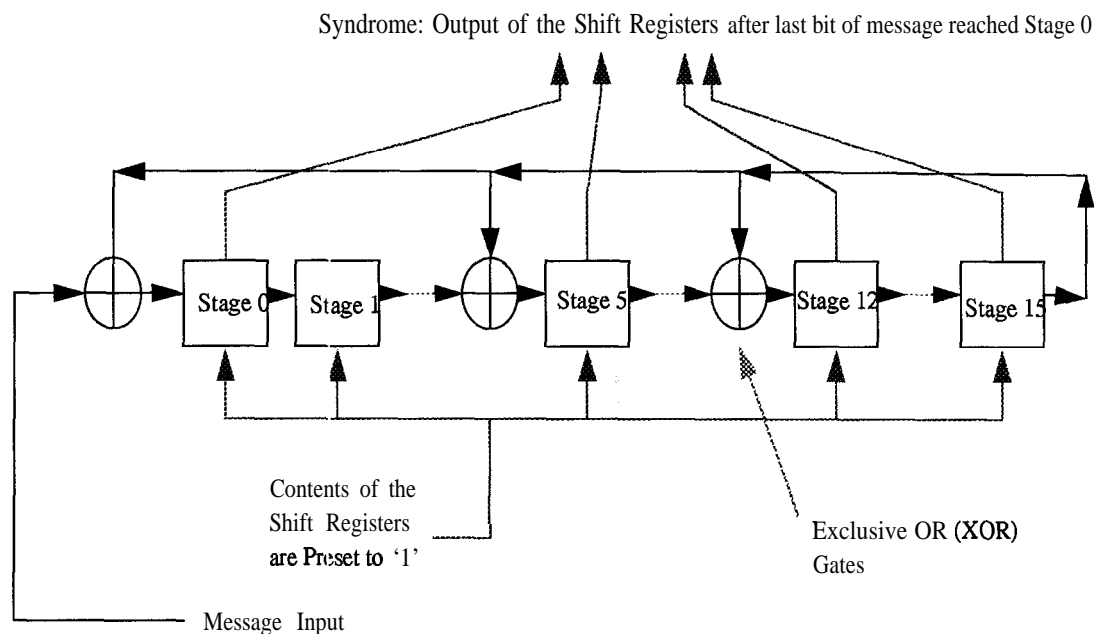 Syndrome: Output of the Shift Registers after last bit of message reached Stage 0
Stage 0
Stage 1
Stage 5
Stage 12
Stage 15
Contents of the
Shift Registers
are Preset to ‘1’
Exclusive OR (XOR)
Gates
Message Input